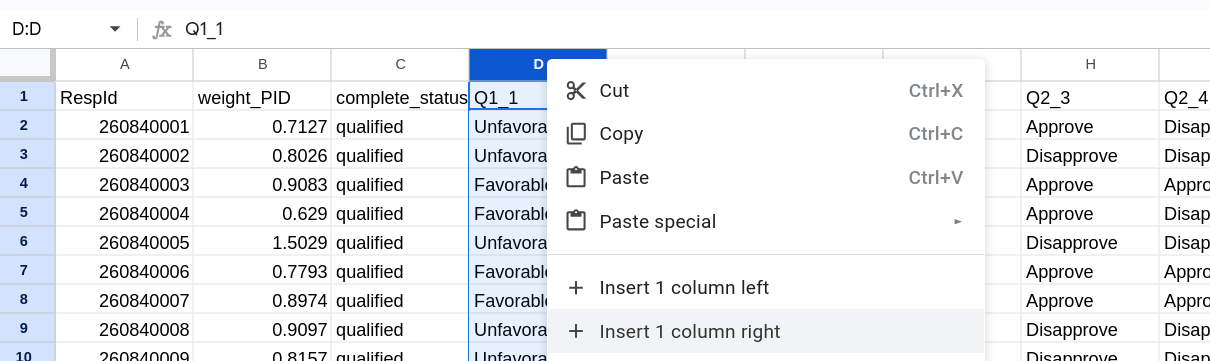 D:D fx Q1_1
A B C D H
1 RespId weight_PID complete_status Q1_1 Q2_3 Q2_4
2 260840001 0.7127 qualified Unfavora Approve Disap
3 260840002 0.8026 qualified Unfavora Disapprove Disap
4 260840003 0.9083 qualified Favorable Approve Appro
5 260840004 0.629 qualified Favorable Approve Disap
6 260840005 1.5029 qualified Unfavora Disapprove Disap
7 260840006 0.7793 qualified Favorable Approve Appro
8 260840007 0.8974 qualified Favorable Approve Appro
9 260840008 0.9097 qualified Unfavora Disapprove Disap
10 260840009 0.8157 qualified Unfavora Disapprove Disap
Cut Ctrl+X
Copy Ctrl+C
Paste Ctrl+V
Paste special
Insert 1 column left
Insert 1 column right